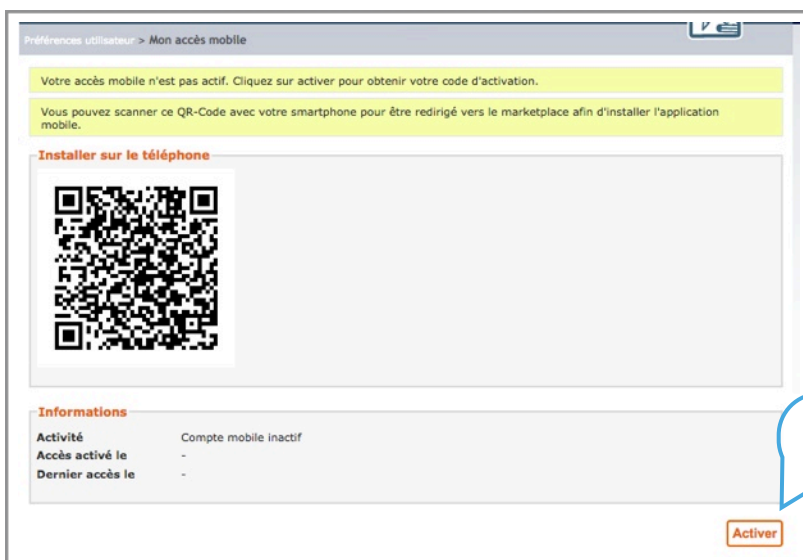 Préférences utilisateur > Mon accès mobile
Votre accès mobile n'est pas actif. Cliquez sur activer pour obtenir votre code d'activation.
Vous pouvez scanner ce QR-Code avec votre smartphone pour être redirigé vers le marketplace afin d'installer l'application
mobile.
Installer sur le téléphone
Informations
Activité Compte mobile inactif
Accès activé le -
Dernier accès le -
Activer